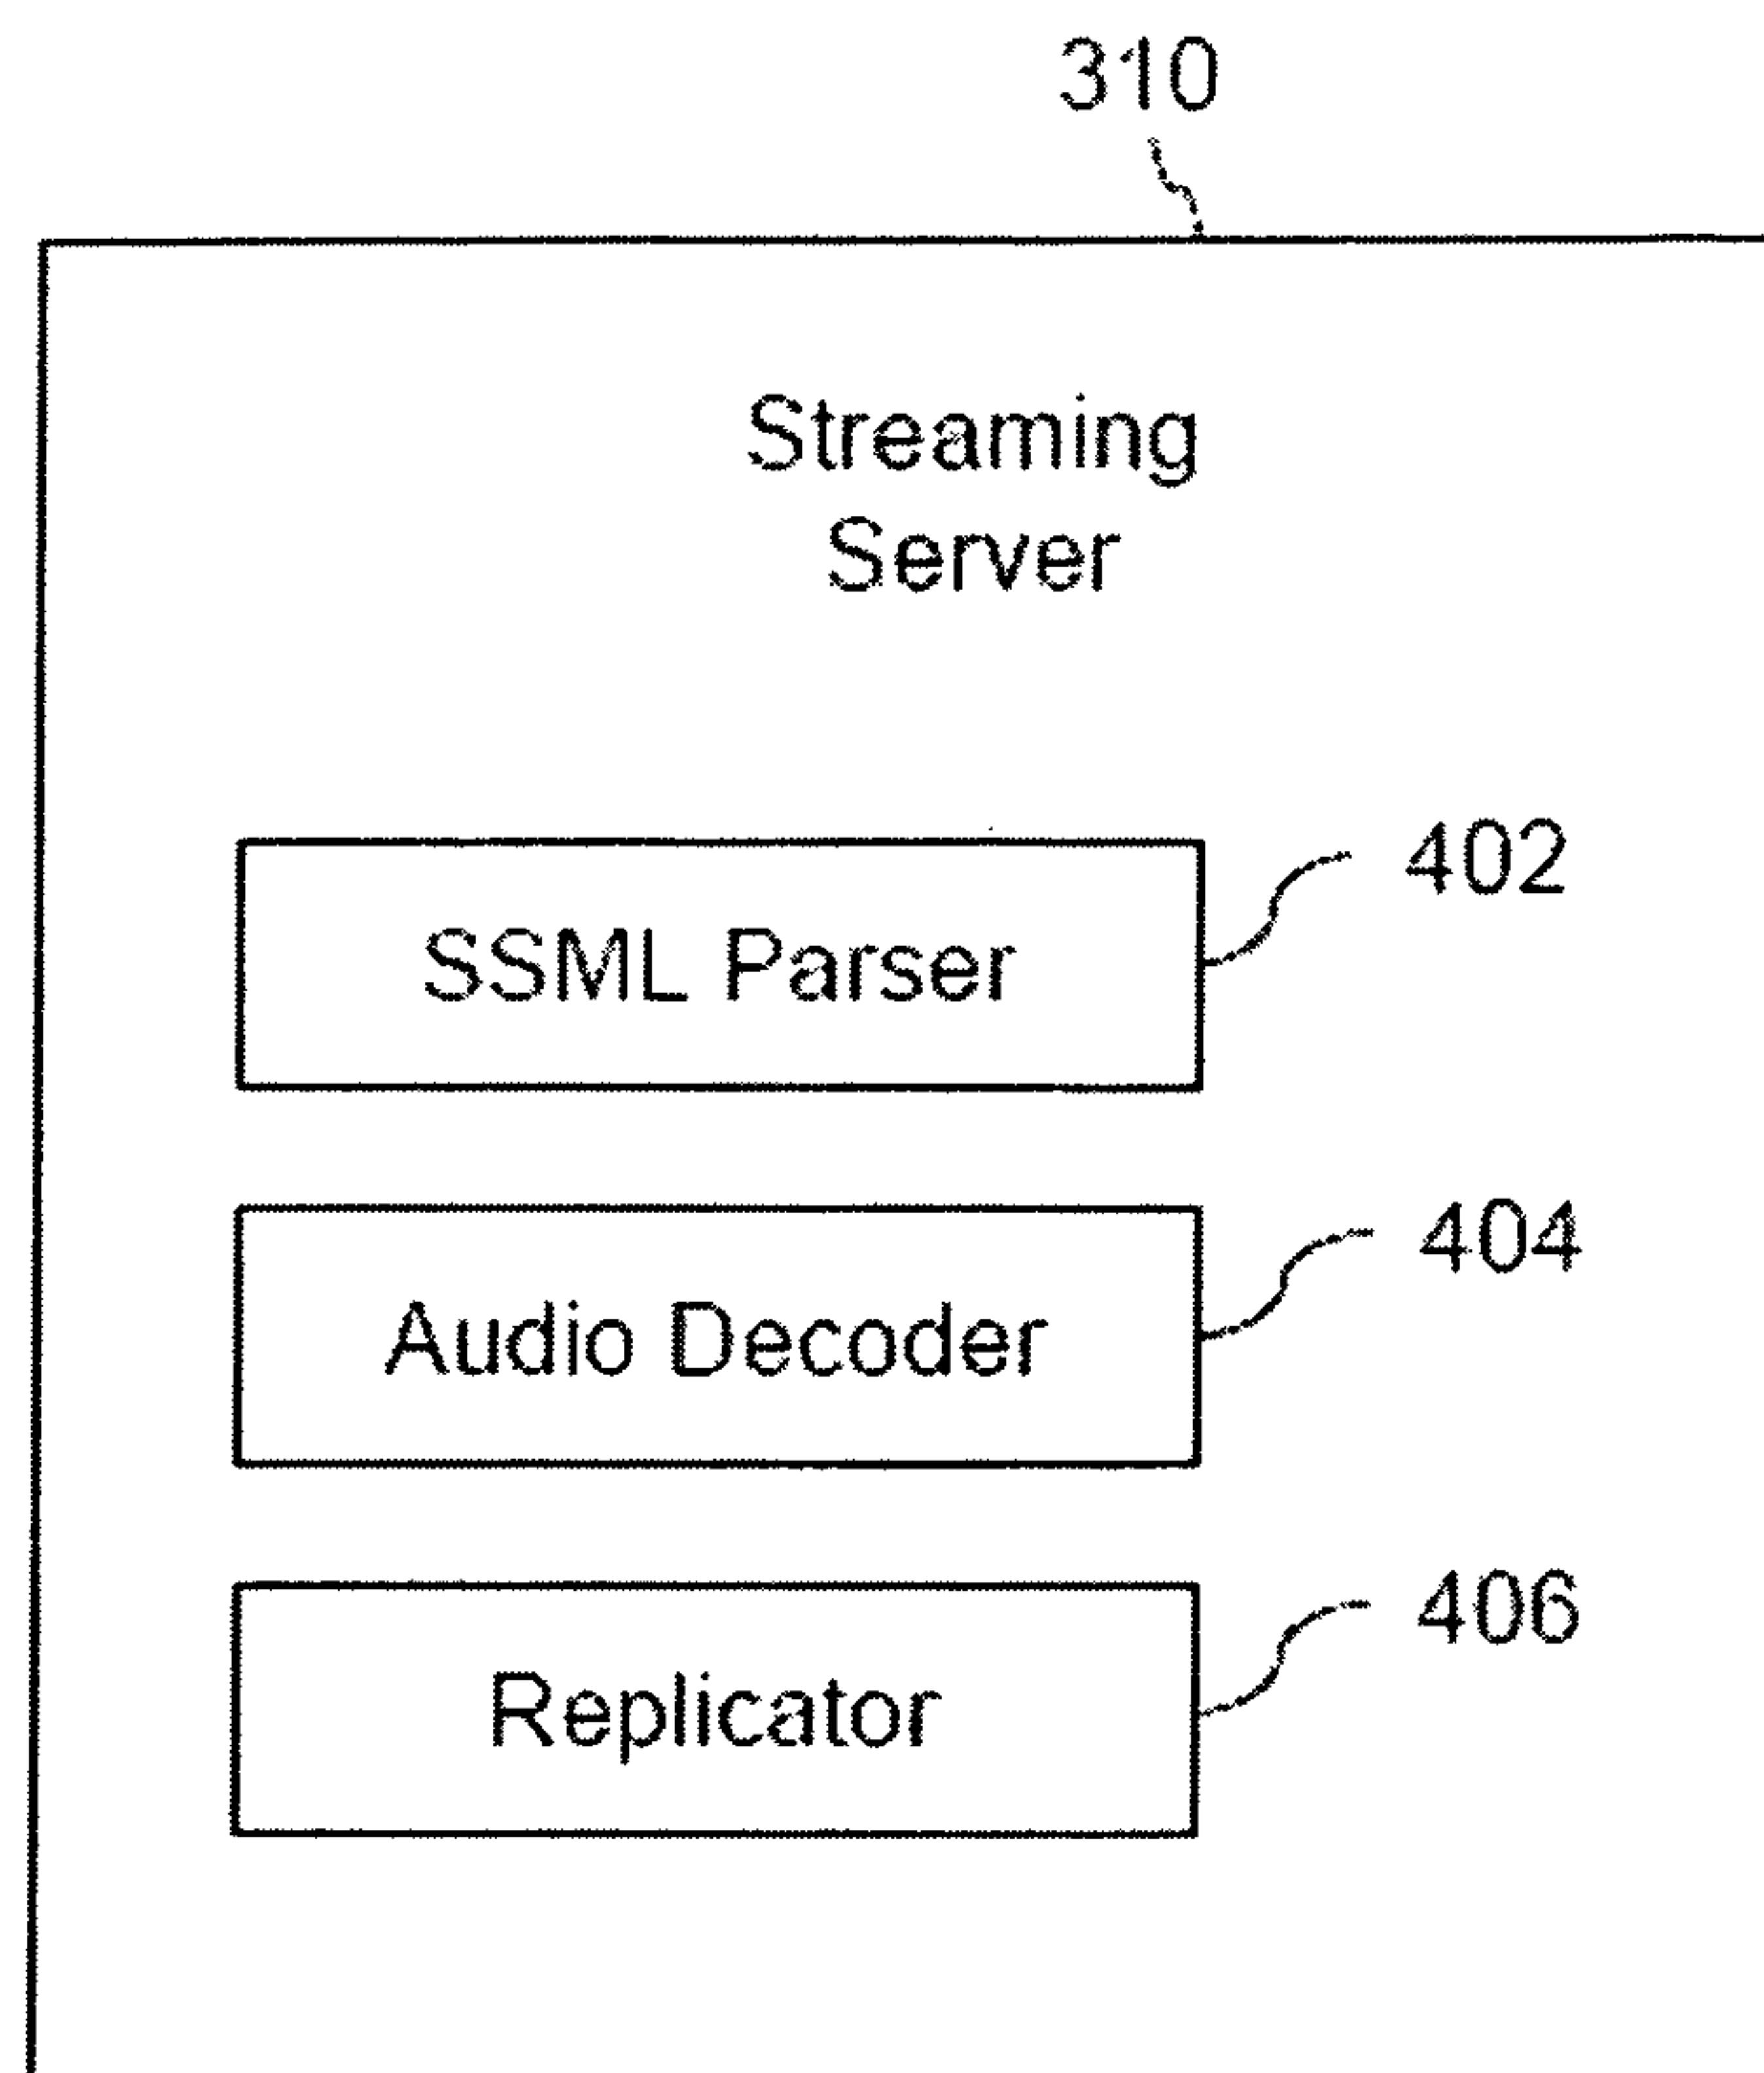 310
Streaming
Server
SSML Parser
402
Audio Decoder
404
Replicator
406